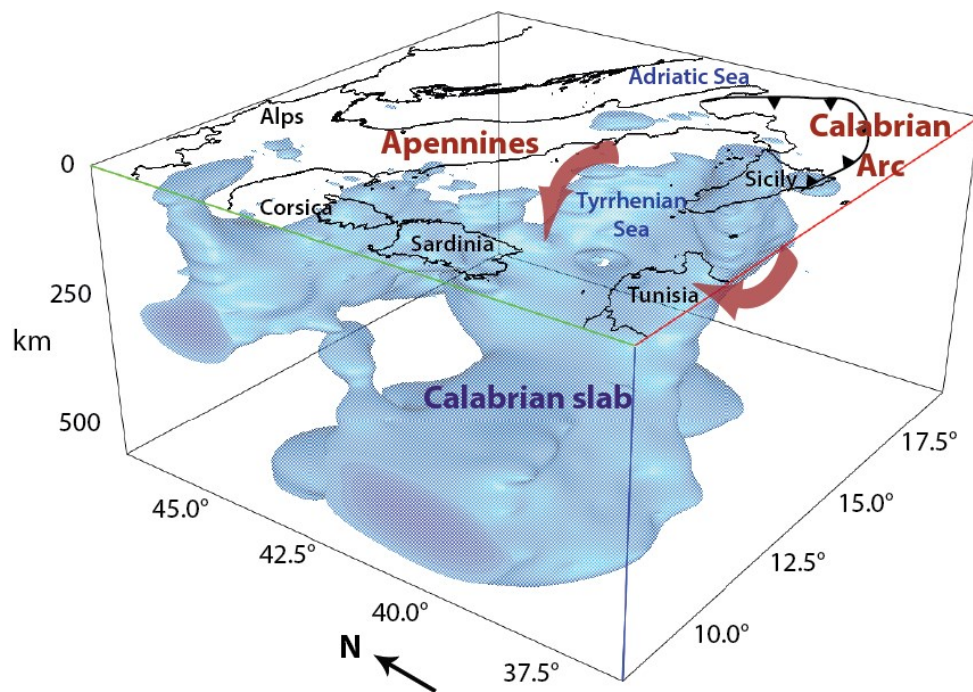 Adriatic Sea
Alps
Apennines
Calabrian
Arc
0
Sicily
Corsica
Tyrrhenian
Sea
Sardinia
250
Tunisia
km
Calabrian slab
500
17.5°
45.0°
15.0°
42.5°
12.5°
40.0°
10.0°
N
37.5°